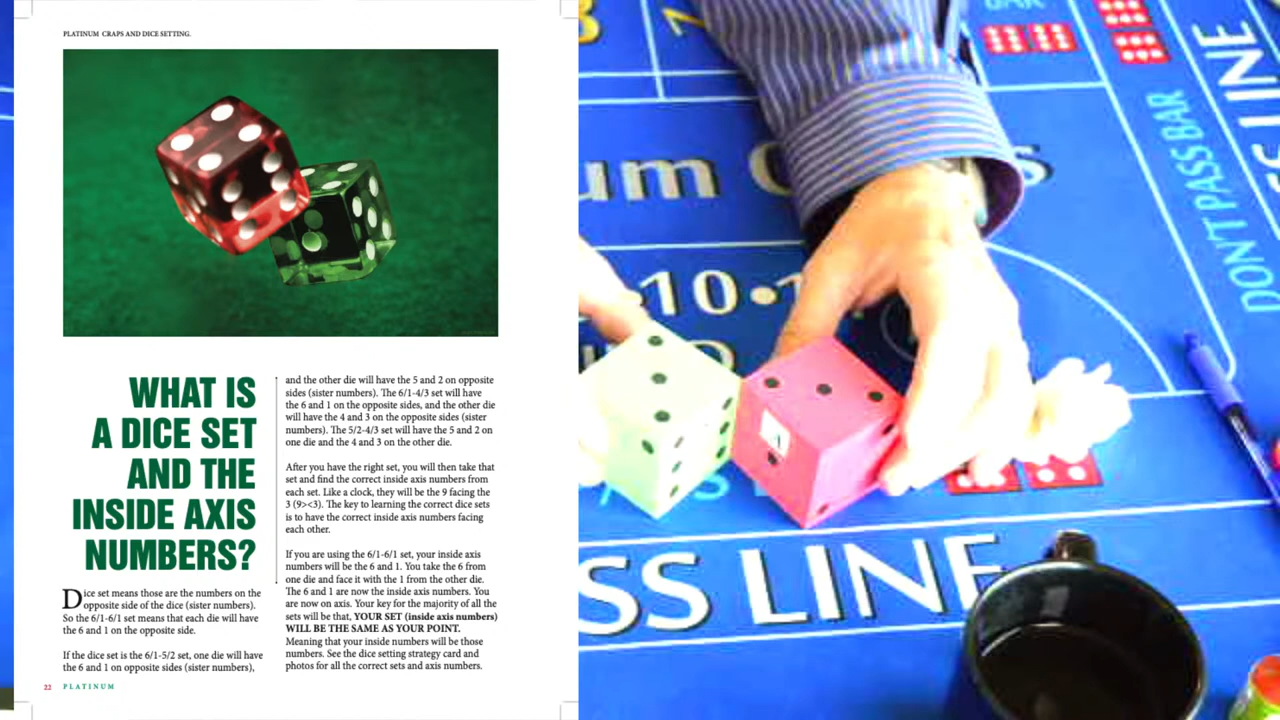 PLATINUM CRAPS AND DICE SETTING.
WHAT IS
A DICE SET
AND THE
INSIDE AXIS
NUMBERS?
Dice set means those are the numbers on the
opposite side of the dice (sister numbers).
So the 6/1-6/1 set means that each die will have
the 6 and 1 on the opposite side.
If the dice set is the 6/1-5/2 set, one die will have
the 6 and 1 on opposite sides (sister numbers),
and the other die will have the 5 and 2 on opposite
sides (sister numbers). The 6/1-4/3 set will have
the 6 and 1 on the opposite sides, and the other die
will have the 4 and 3 on the opposite sides (sister
numbers). The 5/2-4/3 set will have the 5 and 2 on
one die and the 4 and 3 on the other die.
After you have the right set, you will then take that
set and find the correct inside axis numbers from
each set. Like a clock, they will be the 9 facing the
3 (9><3). The key to learning the correct dice sets
is to have the correct inside axis numbers facing
each other.
If you are using the 6/1-6/1 set, your inside axis
numbers will be the 6 and 1. You take the 6 from
one die and face it with the 1 from the other die.
The 6 and 1 are now the inside axis numbers. You
are now on axis. Your key for the majority of all the
sets will be that, YOUR SET (inside axis numbers)
WILL BE THE SAME AS YOUR POINT.
Meaning that your inside numbers will be those
numbers. See the dice setting strategy card and
photos for all the correct sets and axis numbers.
22 PLATINUM
BAR
DON'T PASS BAR
SS LINE
um C
s
10•1
A
SS LINE